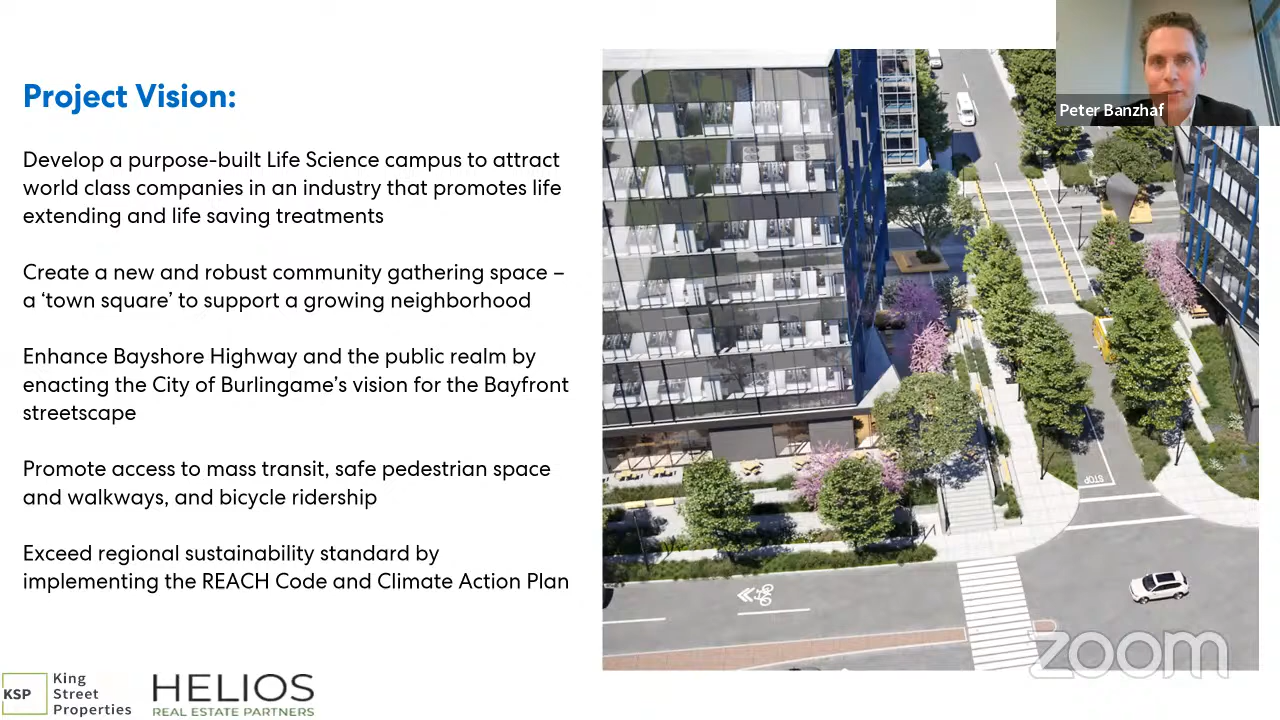 Project Vision:
Develop a purpose-built Life Science campus to attract
world class companies in an industry that promotes life
extending and life saving treatments
Create a new and robust community gathering space –
a ‘town square’ to support a growing neighborhood
Enhance Bayshore Highway and the public realm by
enacting the City of Burlingame’s vision for the Bayfront
streetscape
Promote access to mass transit, safe pedestrian space
and walkways, and bicycle ridership
Exceed regional sustainability standard by
implementing the REACH Code and Climate Action Plan
KSP
King
Street
Properties
HELIOS
REAL ESTATE PARTNERS
Peter Banzhaf
STOP
zoom